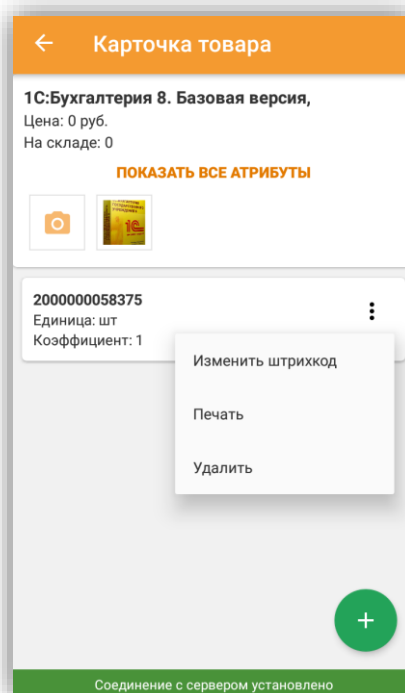 Карточка товара
1С:Бухгалтерия 8. Базовая версия,
Цена: 0 руб.
На складе: 0
ПОКАЗАТЬ ВСЕ АТРИБУТЫ
1С
2000000058375
Единица: шт
Коэффициент: 1
Изменить штрихкод
Печать
Удалить
Соединение с сервером установлено